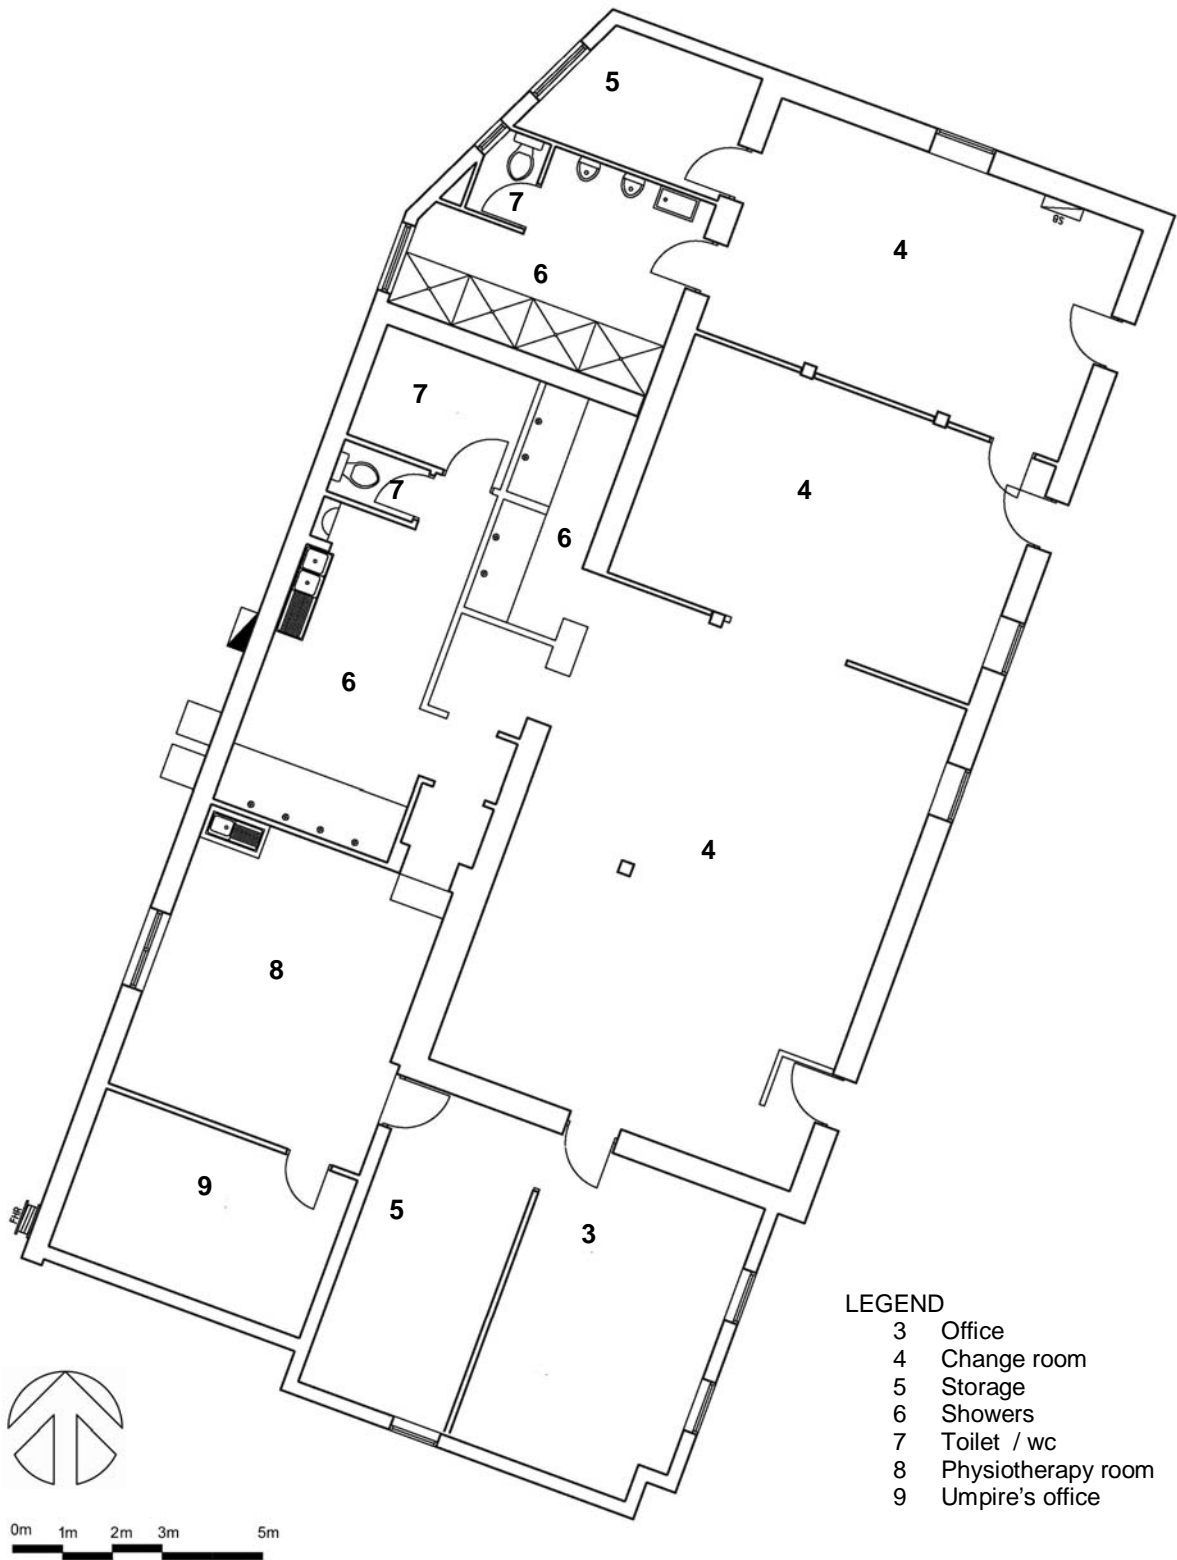 5
7
4
SB
6
7
4
7
6
6
4
8
9
5
3
FHR
LEGEND
3 Office
4 Change room
5 Storage
6 Showers
7 Toilet / wc
8 Physiotherapy room
9 Umpire's office
0m 1m 2m 3m 5m